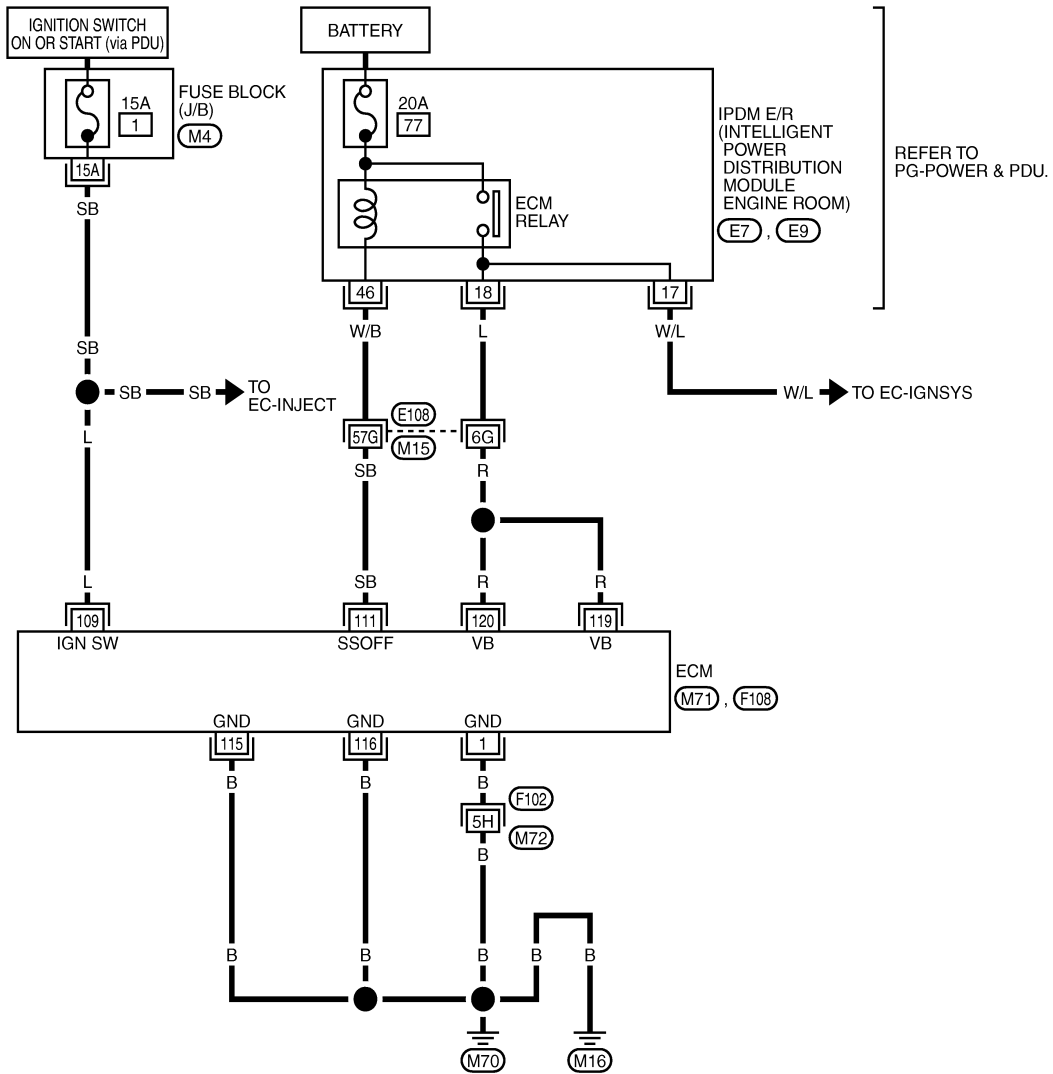 IGNITION SWITCH
ON OR START (via PDU)
BATTERY
15A
1
FUSE BLOCK
(J/B)
M4
15A
20A
77
ECM
RELAY
IPDM E/R
(INTELLIGENT
POWER
DISTRIBUTION
MODULE
ENGINE ROOM)
E7 , E9
REFER TO
PG-POWER & PDU.
46
18
17
SB
W/B
L
W/L
SB
SB
SB
TO
EC-INJECT
W/L
TO EC-IGNSYS
L
57G
E108
M15
6G
SB
R
L
SB
R
R
109
111
120
119
IGN SW
SSOFF
VB
VB
ECM
M71 , F108
GND
GND
GND
115
116
1
B
B
B
F102
5H
M72
B
B
B
B
B
B
M70
M16